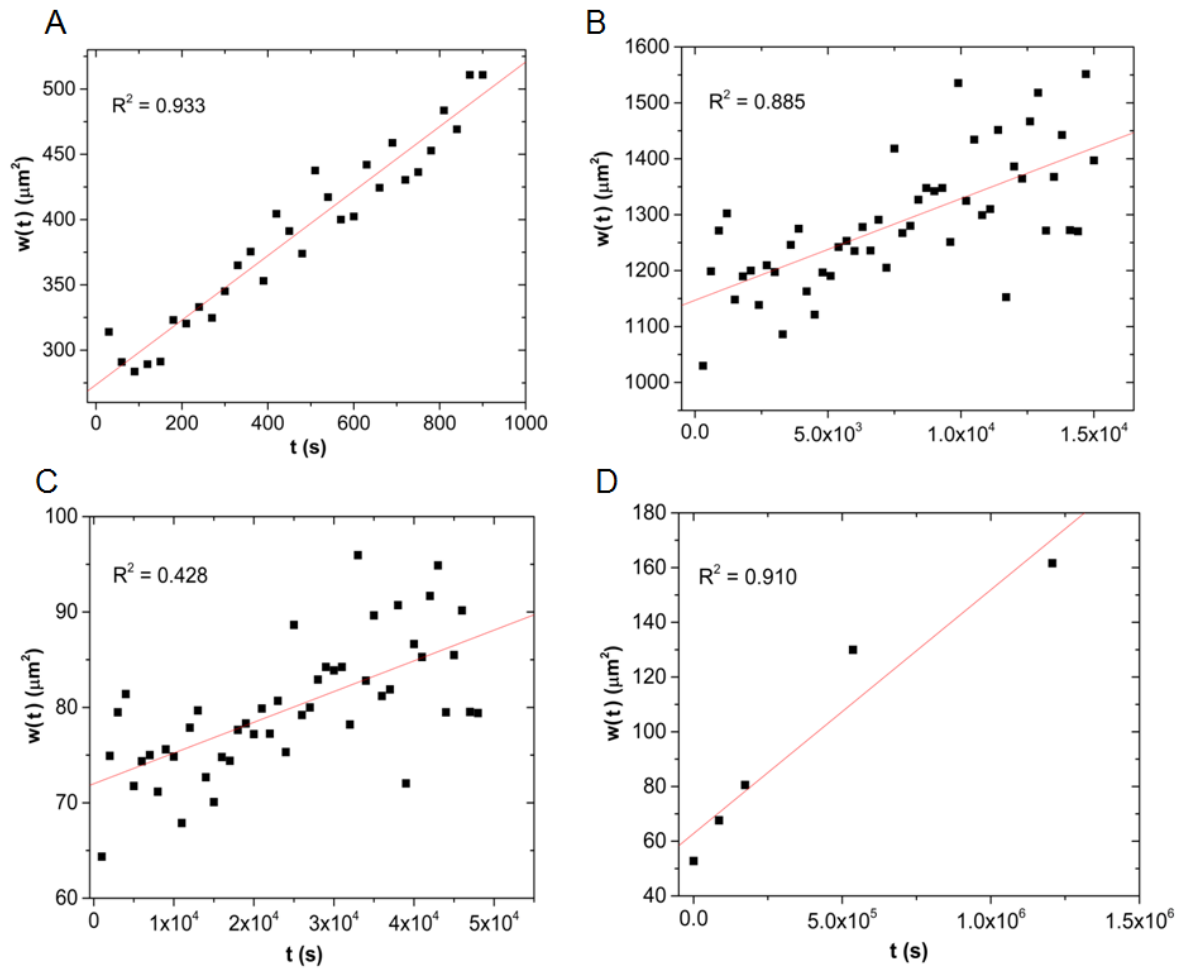 A
R² = 0.933
w(t) (μm²)
500
450
400
350
300
0 200 400 600 800 1000
t (s)
B
R² = 0.885
w(t) (μm²)
1600
1500
1400
1300
1200
1100
1000
0.0 5.0x10³ 1.0x10⁴ 1.5x10⁴
C
R² = 0.428
w(t) (μm²)
100
90
80
70
60
0 1x10⁴ 2x10⁴ 3x10⁴ 4x10⁴ 5x10⁴
t (s)
D
R² = 0.910
w(t) (μm²)
180
160
140
120
100
80
60
40
0.0 5.0x10⁵ 1.0x10⁶ 1.5x10⁶
t (s)